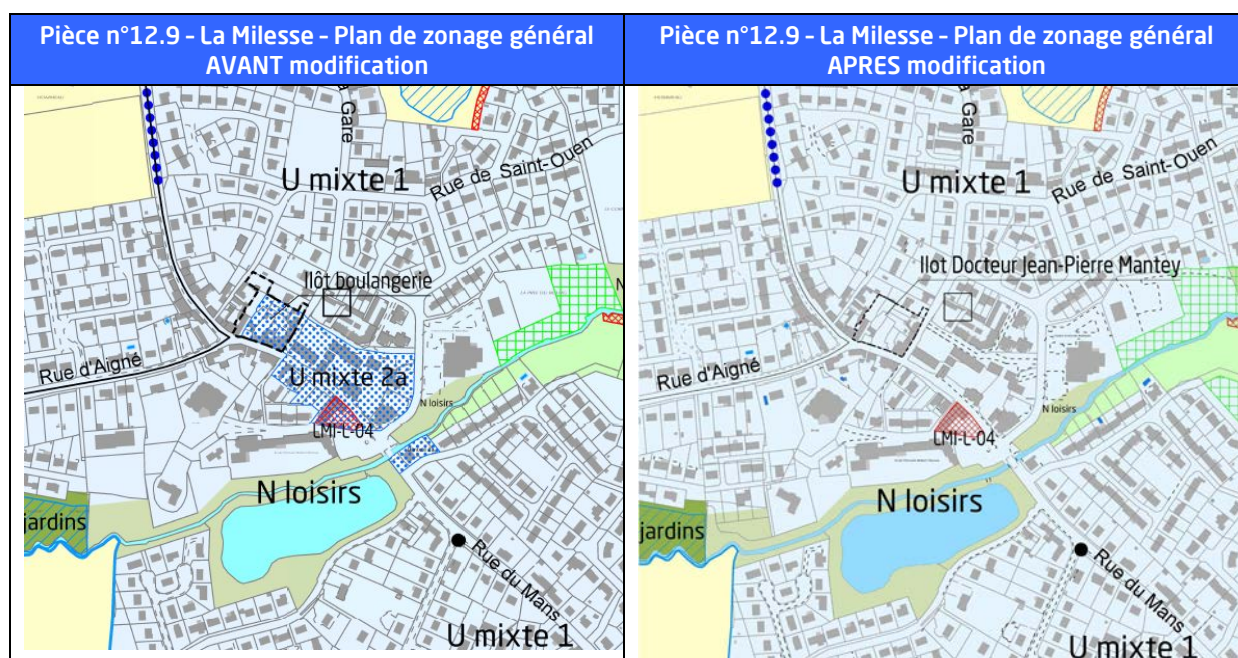 Pièce n°12.9 – La Milesse – Plan de zonage général
AVANT modification
Pièce n°12.9 – La Milesse – Plan de zonage général
APRES modification
la Gare
U mixte 1
Rue de Saint-Ouen
Ilôt boulangerie
Rue d'Aigné
U mixte 2a
N loisirs
LMI-L-04
N loisirs
jardins
Rue du Mans
U mixte 1
Gare
U mixte 1
Rue de Saint-Ouen
Ilot Docteur Jean-Pierre Mantey
Rue d'Aigné
N loisirs
LMI-L-04
N loisirs
jardins
Rue du Mans
U mixte 1